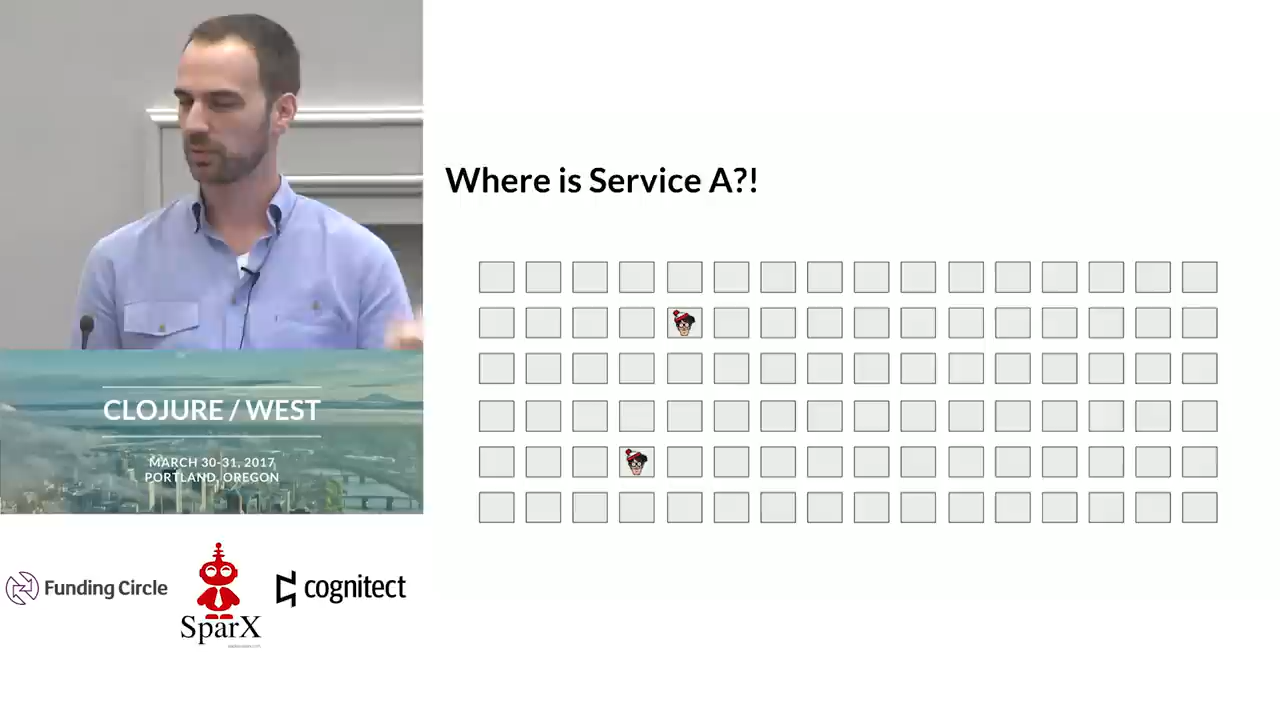 Where is Service A?!
CLOJURE / WEST
MARCH 30-31, 2017
PORTLAND, OREGON
Funding Circle
SparX
cognitect